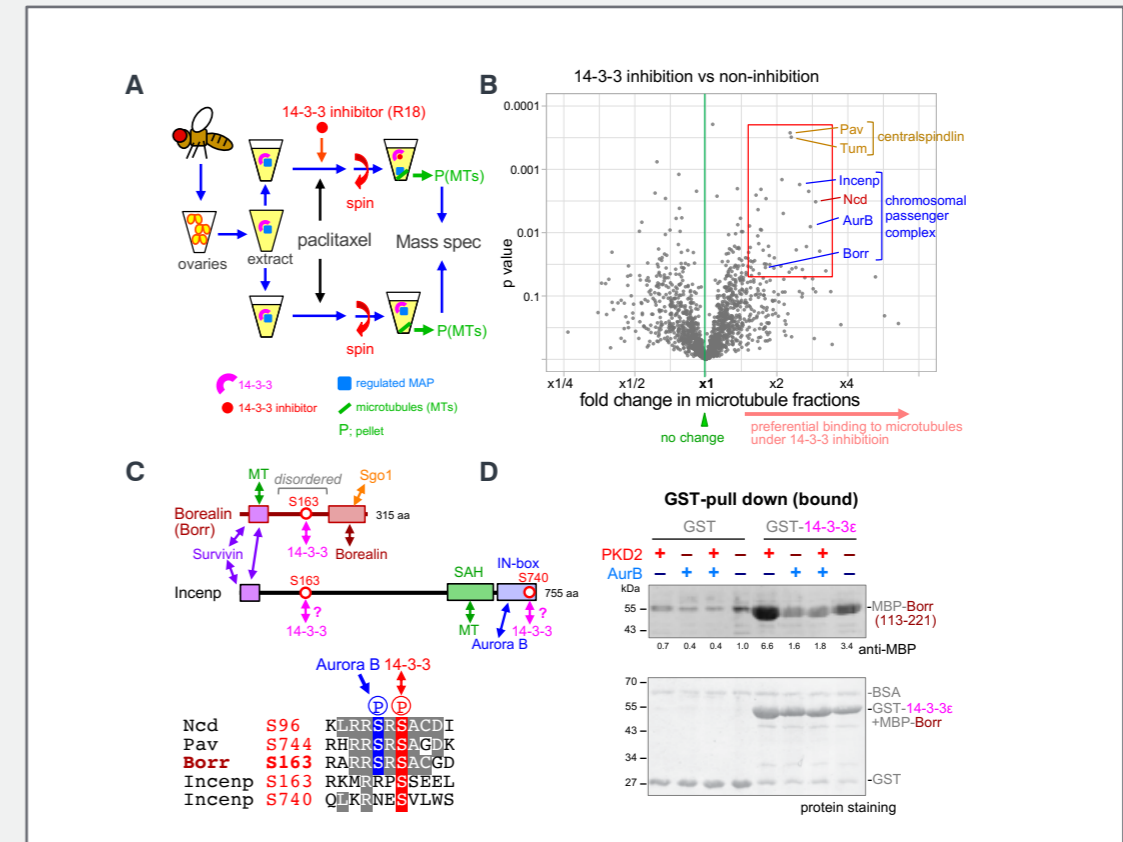 A
14-3-3 inhibitor (R18)
P(MTs)
spin
paclitaxel
Mass spec
ovaries
extract
P(MTs)
spin
14-3-3
regulated MAP
14-3-3 inhibitor
microtubules (MTs)
P; pellet
B
14-3-3 inhibition vs non-inhibition
p value
0.0001
0.001
0.01
0.1
Pav
Tum
centralspindlin
Incenp
Ncd
AurB
Borr
chromosomal
passenger
complex
x1/4 x1/2 x1 x2 x4
fold change in microtubule fractions
no change
preferential binding to microtubules
under 14-3-3 inhibitioin
C
MT
disordered
Sgo1
S163
Borealin
(Borr)
315 aa
14-3-3
Borealin
Survivin
SAH
IN-box
S163
S740
Incenp
755 aa
?
14-3-3
MT
?
14-3-3
Aurora B
Aurora B 14-3-3
P P
Ncd S96 KLRRSRSACDI
Pav S744 RHRRSRSAGDK
Borr S163 RARRSRSACGD
Incenp S163 RKMRRPSSEEL
Incenp S740 QLKRNESVLWS
D
GST-pull down (bound)
GST GST-14-3-3ε
PKD2 + − + − + − + −
AurB − + + − − + + −
kDa
55
43
-MBP-Borr
(113-221)
0.7 0.4 0.4 1.0 6.6 1.6 1.8 3.4
anti-MBP
70
55
43
34
27
-BSA
-GST-14-3-3ε
+MBP-Borr
-GST
protein staining